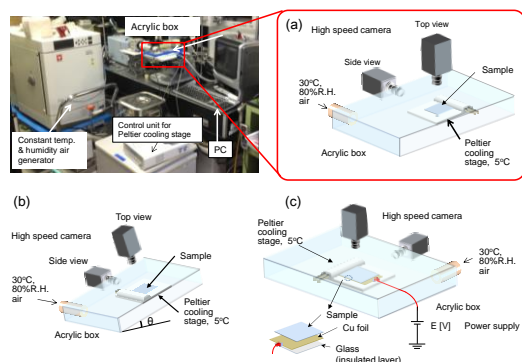 Acrylic box
Constant temp.
& humidity air
generator
Control unit for
Peltier cooling stage
PC
(a)
High speed camera
Top view
Side view
Sample
30°C,
80%R.H.
air
Acrylic box
Peltier
cooling
stage, 5°C
(b)
Top view
High speed camera
Side view
Sample
30°C,
80%R.H.
air
Peltier
cooling
stage, 5°C
Acrylic box
θ
(c)
Peltier
cooling
stage, 5°C
High speed camera
30°C,
80%R.H.
air
Acrylic box
E [V]
Power supply
Sample
Cu foil
Glass
(insulated layer)